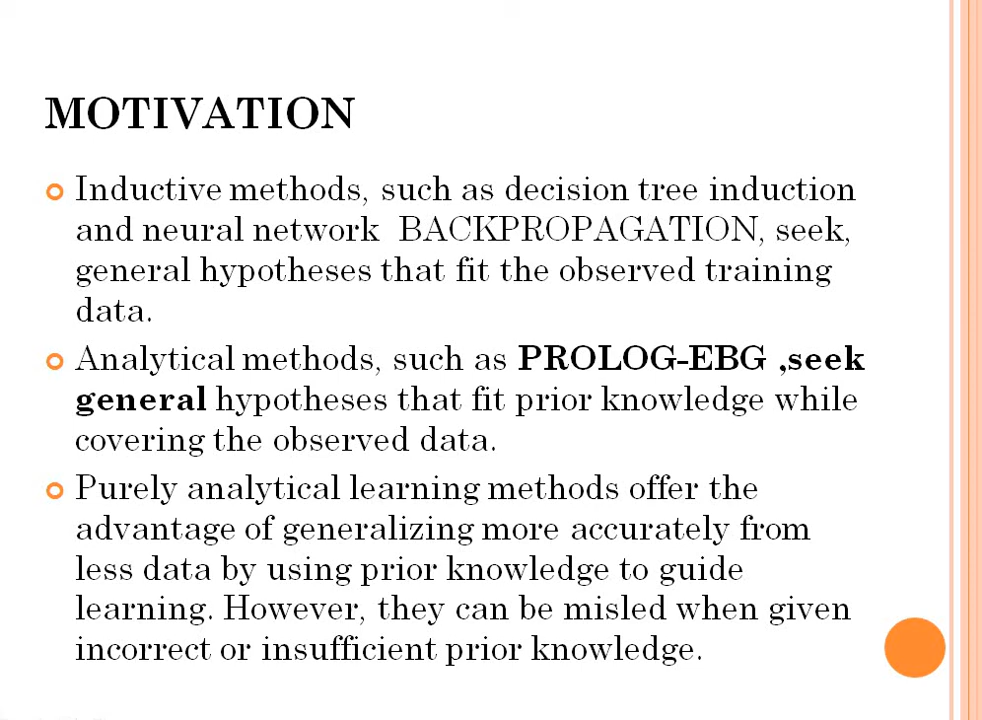 MOTIVATION
Inductive methods, such as decision tree induction
and neural network  BACKPROPAGATION, seek,
general hypotheses that fit the observed training
data.
Analytical methods, such as PROLOG-EBG ,seek
general hypotheses that fit prior knowledge while
covering the observed data.
Purely analytical learning methods offer the
advantage of generalizing more accurately from
less data by using prior knowledge to guide
learning. However, they can be misled when given
incorrect or insufficient prior knowledge.